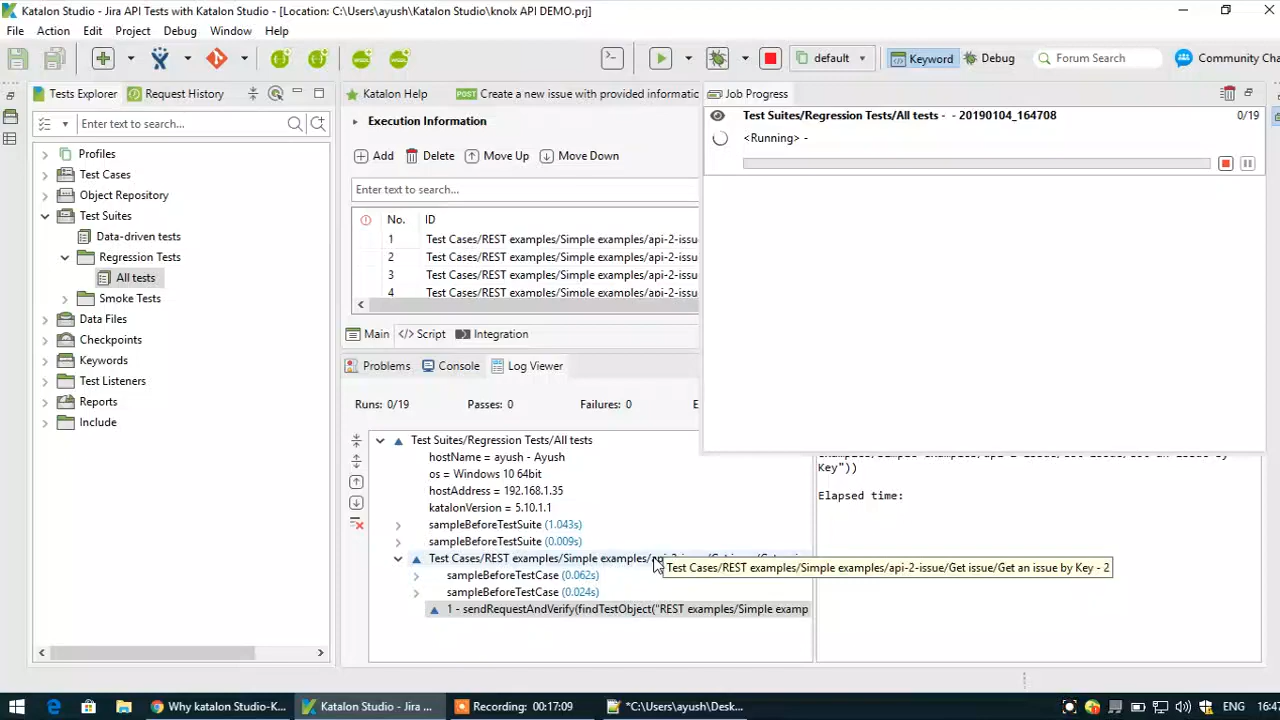 Katalon Studio - Jira API Tests with Katalon Studio - [Location: C:\Users\ayush\Katalon Studio\knolx API DEMO.prj]
File Action Edit Project Debug Window Help
default Keyword Debug Forum Search Community Cha
Tests Explorer Request History
Enter text to search...
Profiles
Test Cases
Object Repository
Test Suites
Data-driven tests
Regression Tests
All tests
Smoke Tests
Data Files
Checkpoints
Keywords
Test Listeners
Reports
Include
Katalon Help POST Create a new issue with provided informatic
Execution Information
Add Delete Move Up Move Down
Enter text to search...
No. ID
1 Test Cases/REST examples/Simple examples/api-2-issu
2 Test Cases/REST examples/Simple examples/api-2-issu
3 Test Cases/REST examples/Simple examples/api-2-issu
4 Test Cases/REST examples/Simple examples/api-2-issu
Main </> Script Integration
Job Progress
Test Suites/Regression Tests/All tests - - 20190104_164708 0/19
<Running> -
Problems Console Log Viewer
Runs: 0/19 Passes: 0 Failures: 0 E
Test Suites/Regression Tests/All tests
hostName = ayush - Ayush
os = Windows 10 64bit
hostAddress = 192.168.1.35
katalonVersion = 5.10.1.1
sampleBeforeTestSuite (1.043s)
sampleBeforeTestSuite (0.009s)
Test Cases/REST examples/Simple examples/
Test Cases/REST examples/Simple examples/api-2-issue/Get issue/Get an issue by Key - 2
sampleBeforeTestCase (0.062s)
sampleBeforeTestCase (0.024s)
1 - sendRequestAndVerify(findTestObject("REST examples/Simple examp
Key"))
Elapsed time:
Why katalon Studio-K... Katalon Studio - Jira ... Recording: 00:17:09 *C:\Users\ayush\Desk... ENG 16:4